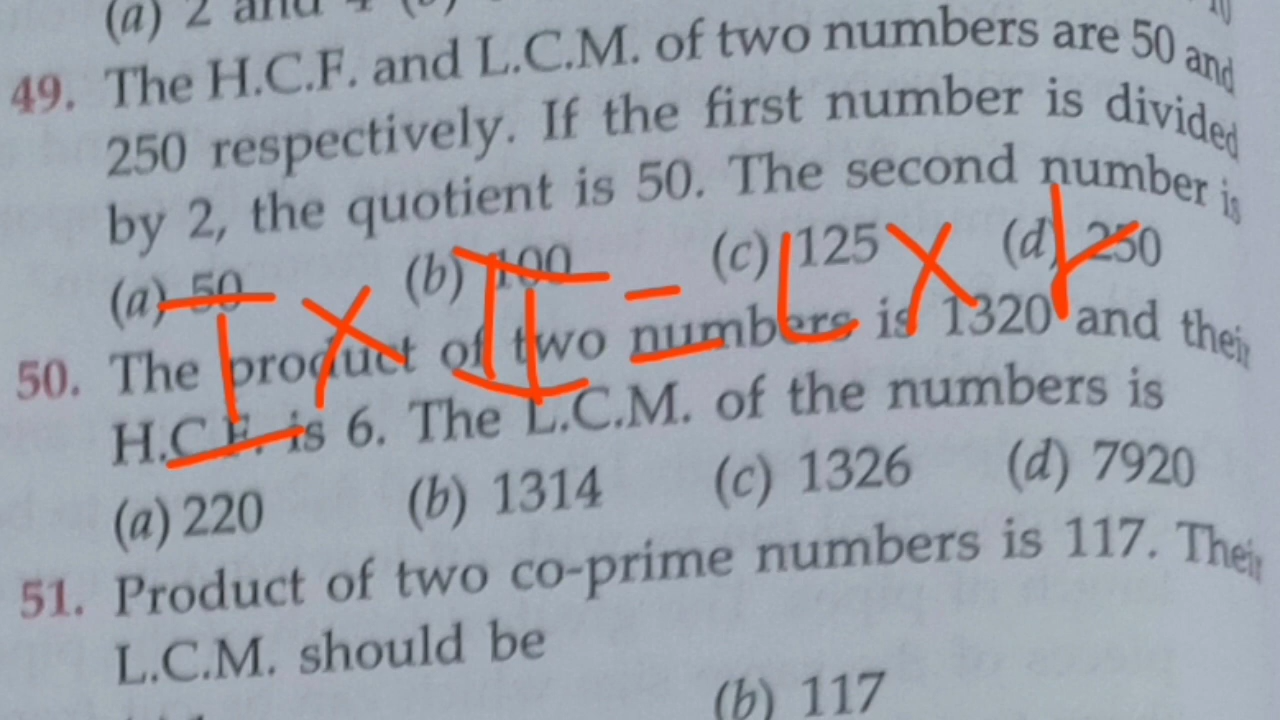 (a) 2 and 4
49. The H.C.F. and L.C.M. of two numbers are 50 and
250 respectively. If the first number is divided
by 2, the quotient is 50. The second number is
(a) 50 (b) 100 (c) 125 (d) 250
I X II = L X H
50. The product of two numbers is 1320 and their
H.C.F. is 6. The L.C.M. of the numbers is
(a) 220 (b) 1314 (c) 1326 (d) 7920
51. Product of two co-prime numbers is 117. Their
L.C.M. should be
(b) 117